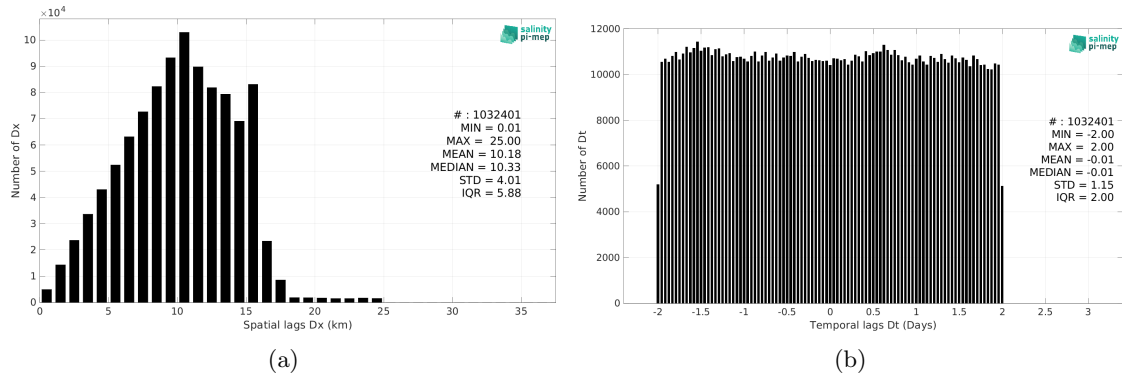 ×10⁴
salinity
pi-mep
10
9
8
7
6
5
4
3
2
1
0
Number of Dx
# : 1032401
MIN = 0.01
MAX = 25.00
MEAN = 10.18
MEDIAN = 10.33
STD = 4.01
IQR = 5.88
0 5 10 15 20 25 30 35
Spatial lags Dx (km)
(a)
salinity
pi-mep
12000
10000
8000
6000
4000
2000
0
Number of Dt
# : 1032401
MIN = -2.00
MAX = 2.00
MEAN = -0.01
MEDIAN = -0.01
STD = 1.15
IQR = 2.00
-2 -1.5 -1 -0.5 0 0.5 1 1.5 2 2.5 3
Temporal lags Dt (Days)
(b)